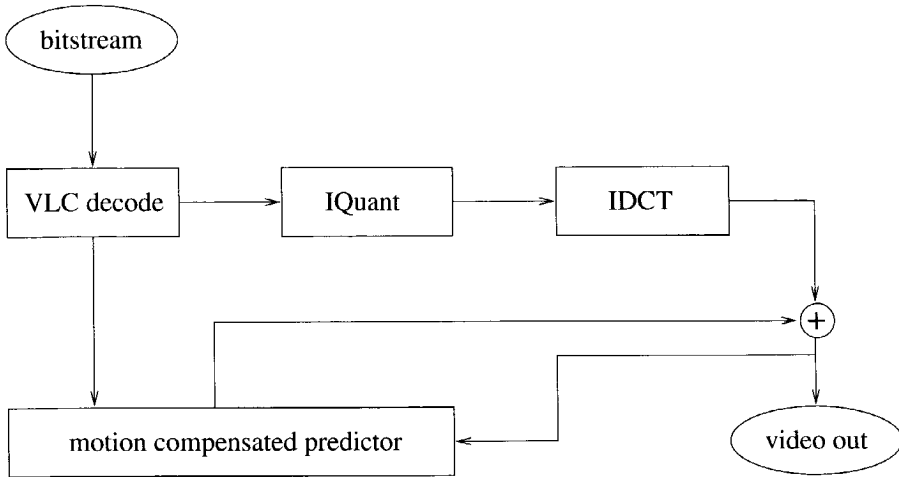 bitstream
VLC decode
IQuant
IDCT
+
motion compensated predictor
video out